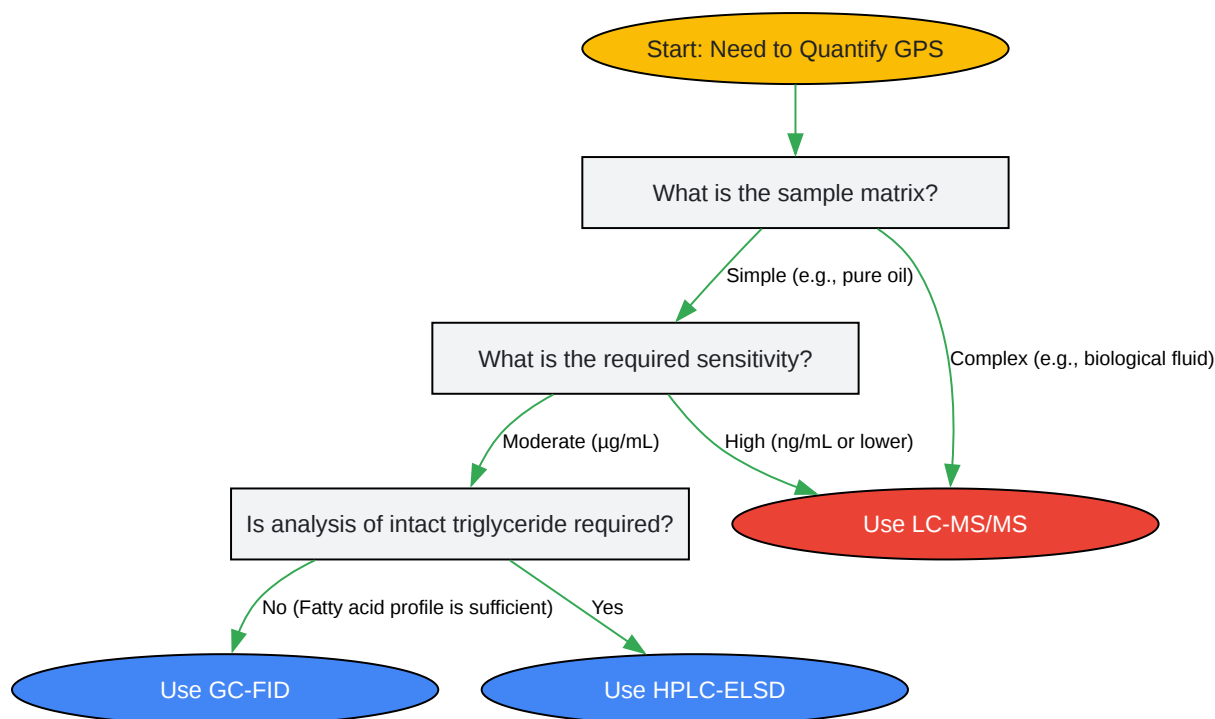 Start: Need to Quantify GPS
What is the sample matrix?
Simple (e.g., pure oil)
What is the required sensitivity?
Complex (e.g., biological fluid)
Moderate (µg/mL)
High (ng/mL or lower)
Is analysis of intact triglyceride required?
Use LC-MS/MS
No (Fatty acid profile is sufficient)
Yes
Use GC-FID
Use HPLC-ELSD